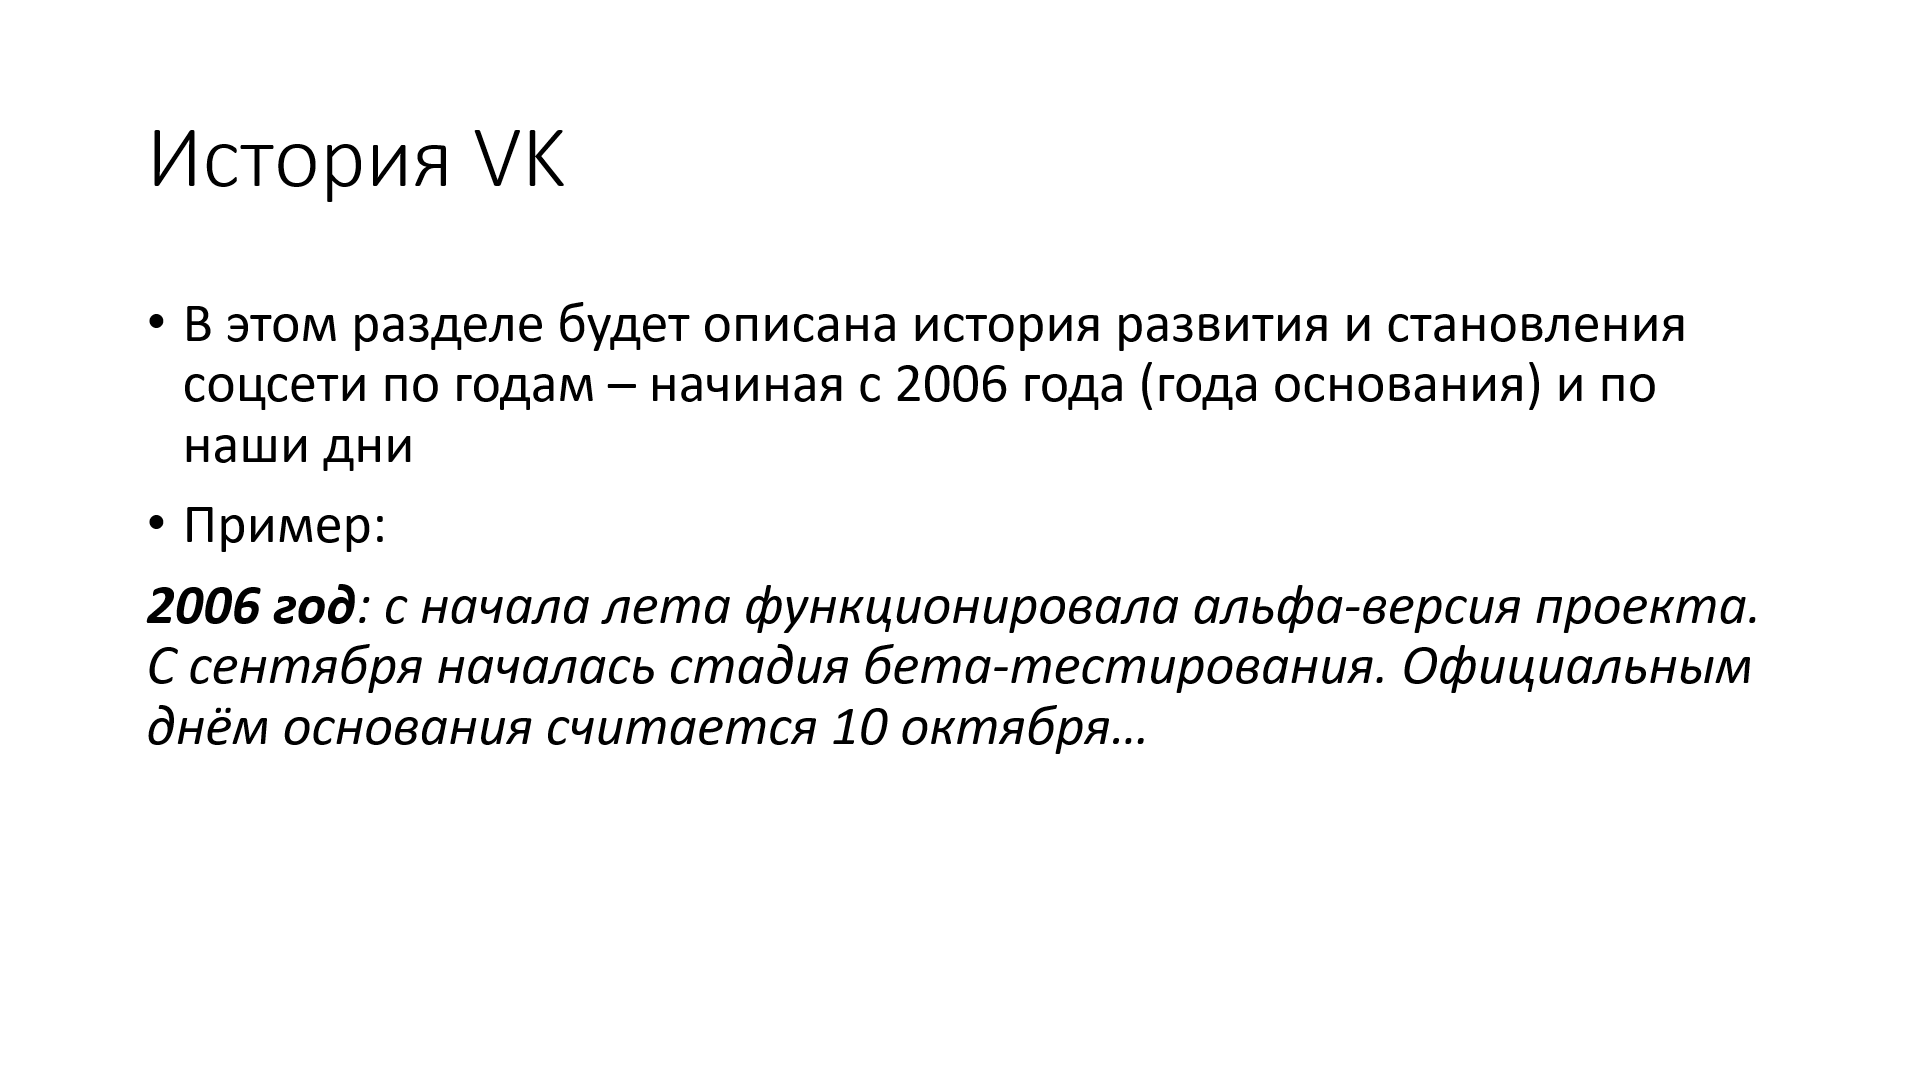 История VK
• В этом разделе будет описана история развития и становления
соцсети по годам – начиная с 2006 года (года основания) и по
наши дни
• Пример:
2006 год: с начала лета функционировала альфа-версия проекта.
С сентября началась стадия бета-тестирования. Официальным
днём основания считается 10 октября…